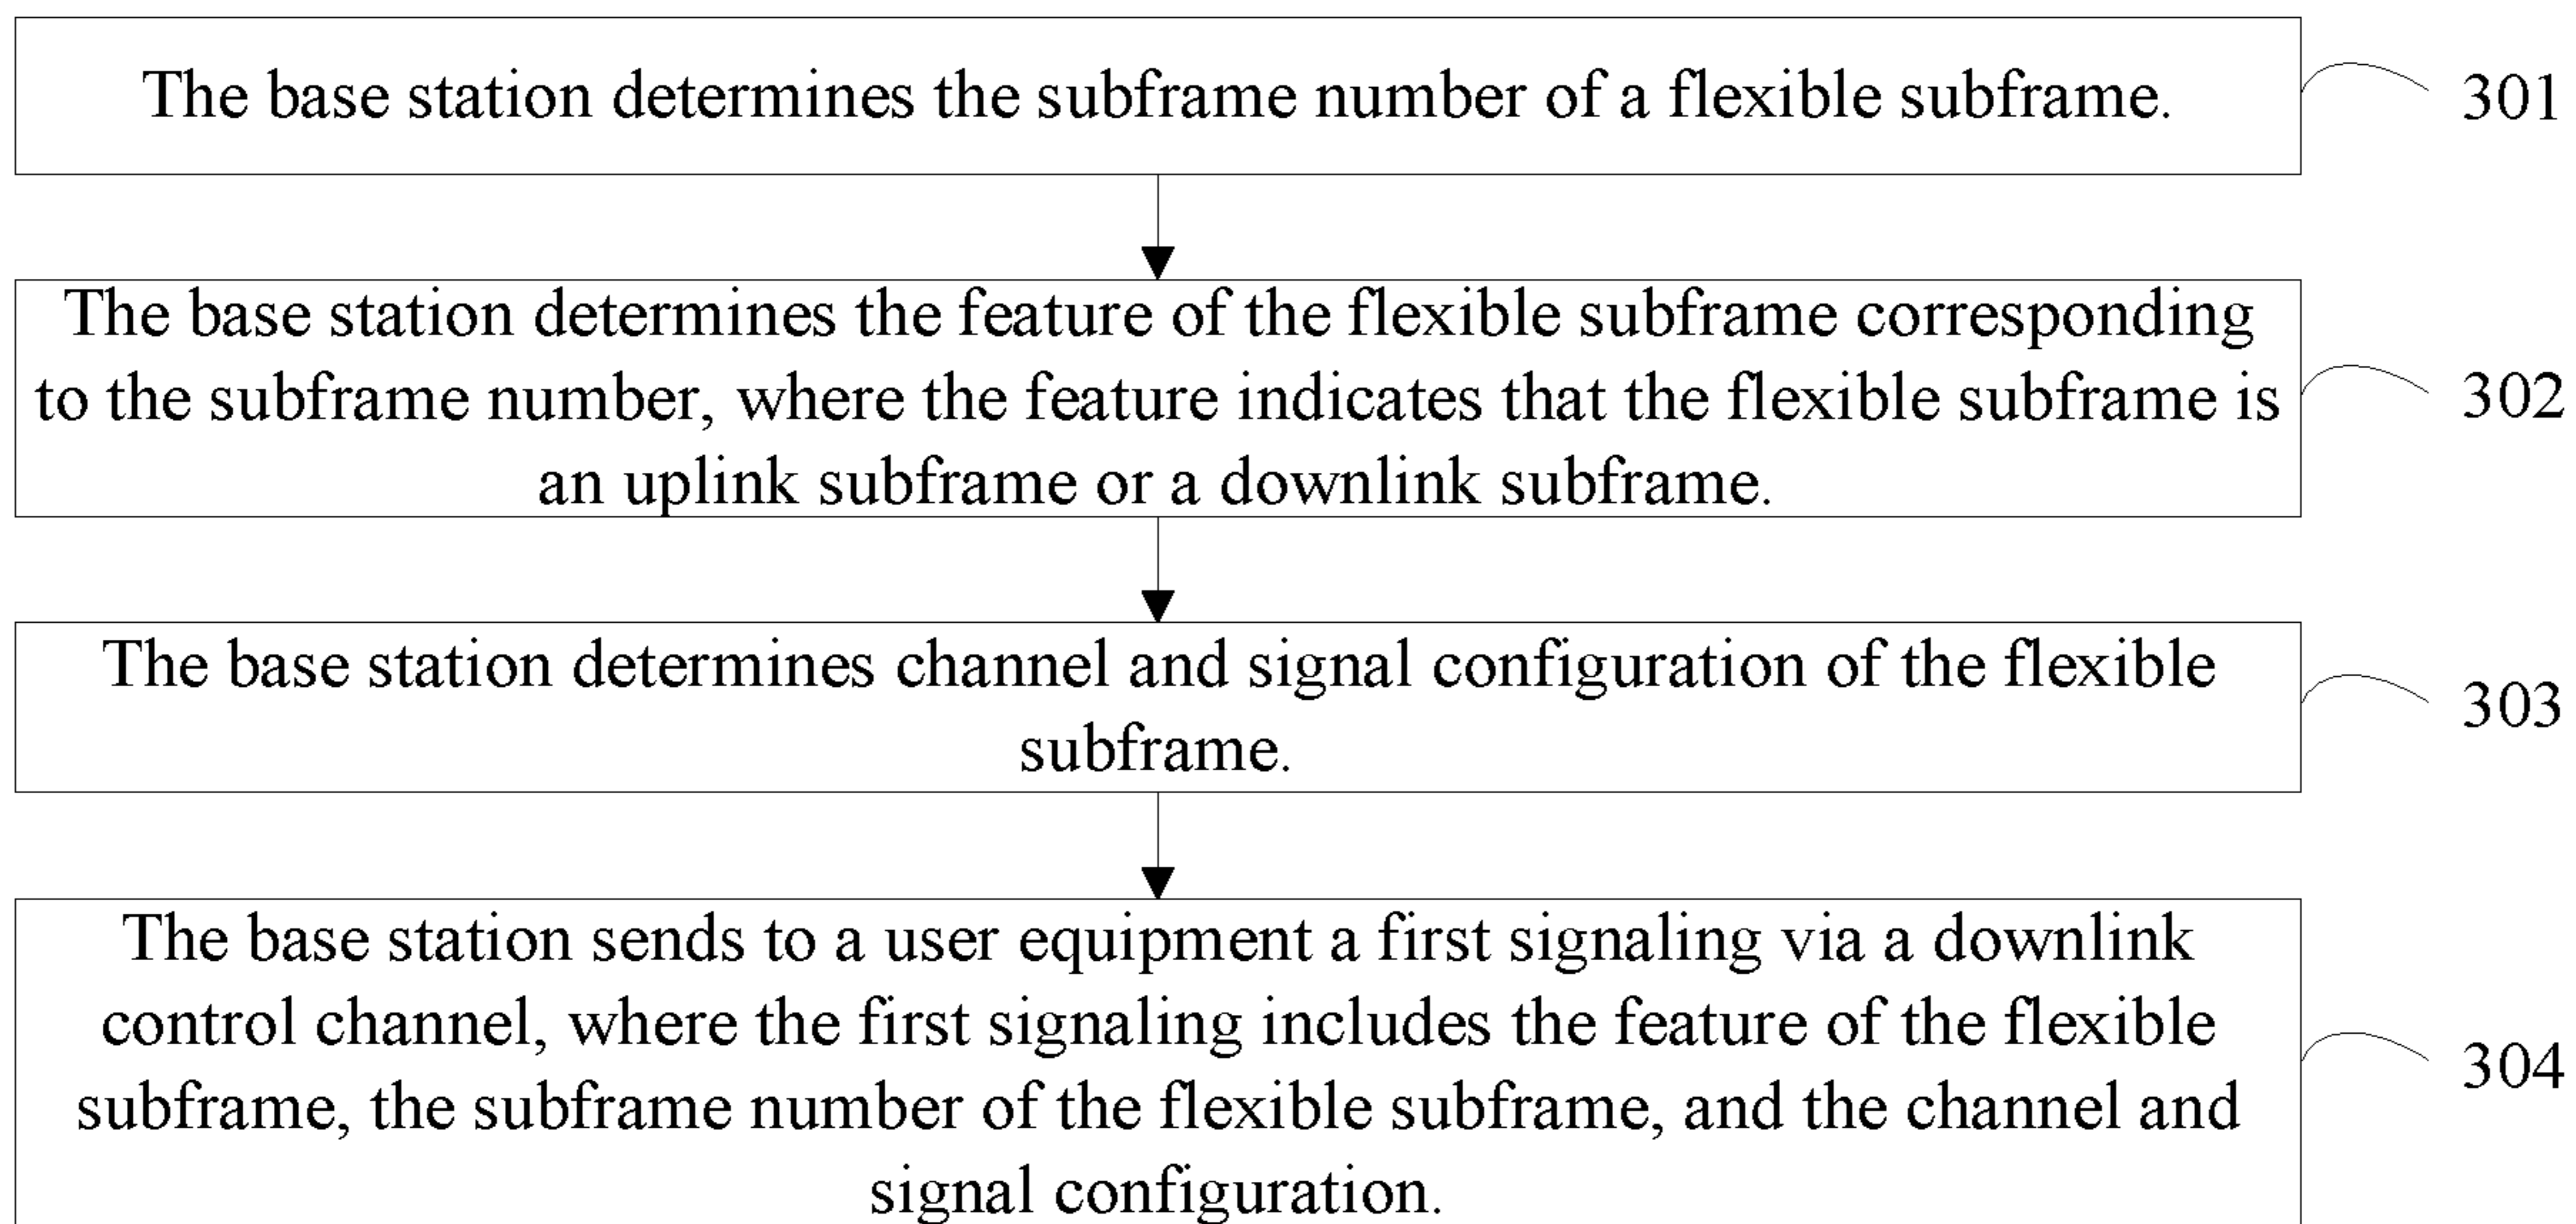 The base station determines the subframe number of a flexible subframe.
301
The base station determines the feature of the flexible subframe corresponding
to the subframe number, where the feature indicates that the flexible subframe is
an uplink subframe or a downlink subframe.
302
The base station determines channel and signal configuration of the flexible
subframe.
303
The base station sends to a user equipment a first signaling via a downlink
control channel, where the first signaling includes the feature of the flexible
subframe, the subframe number of the flexible subframe, and the channel and
signal configuration.
304